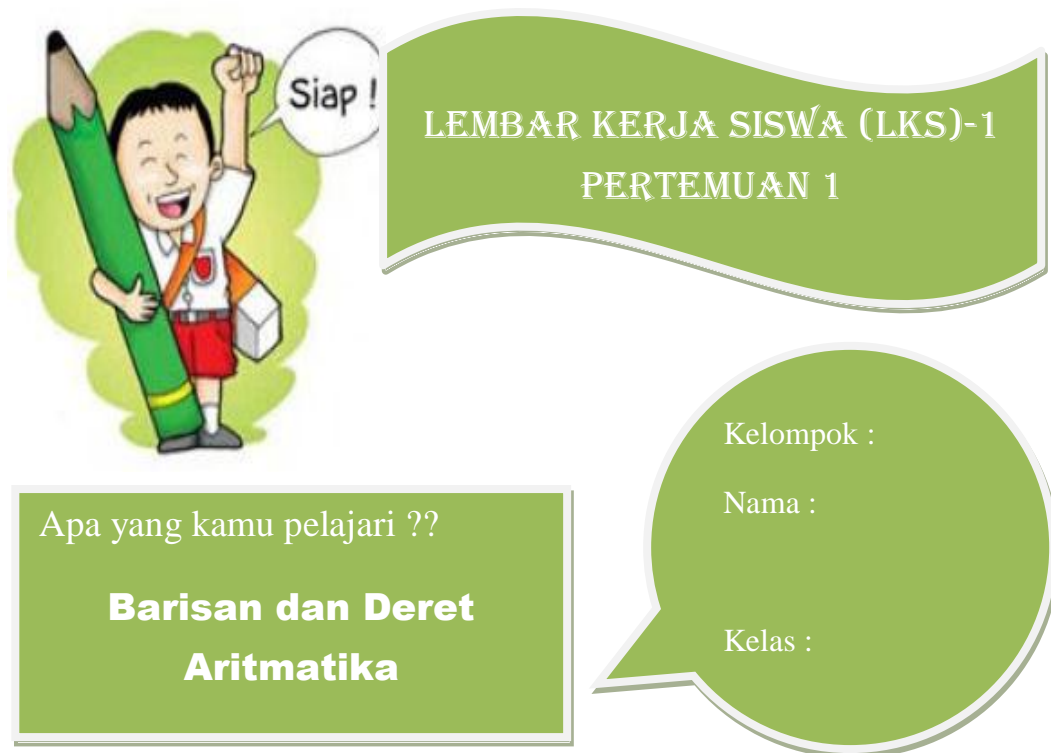 Siap !
LEMBAR KERJA SISWA (LKS)-1
PERTEMUAN 1
Kelompok :
Nama :
Kelas :
Apa yang kamu pelajari ??
Barisan dan Deret
Aritmatika